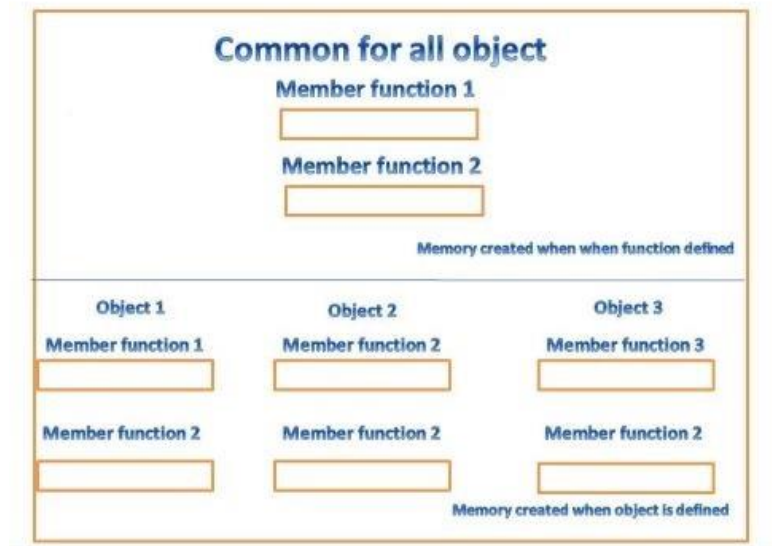 Common for all object
Member function 1
Member function 2
Memory created when when function defined
Object 1 Object 2 Object 3
Member function 1 Member function 2 Member function 3
Member function 2 Member function 2 Member function 2
Memory created when object is defined